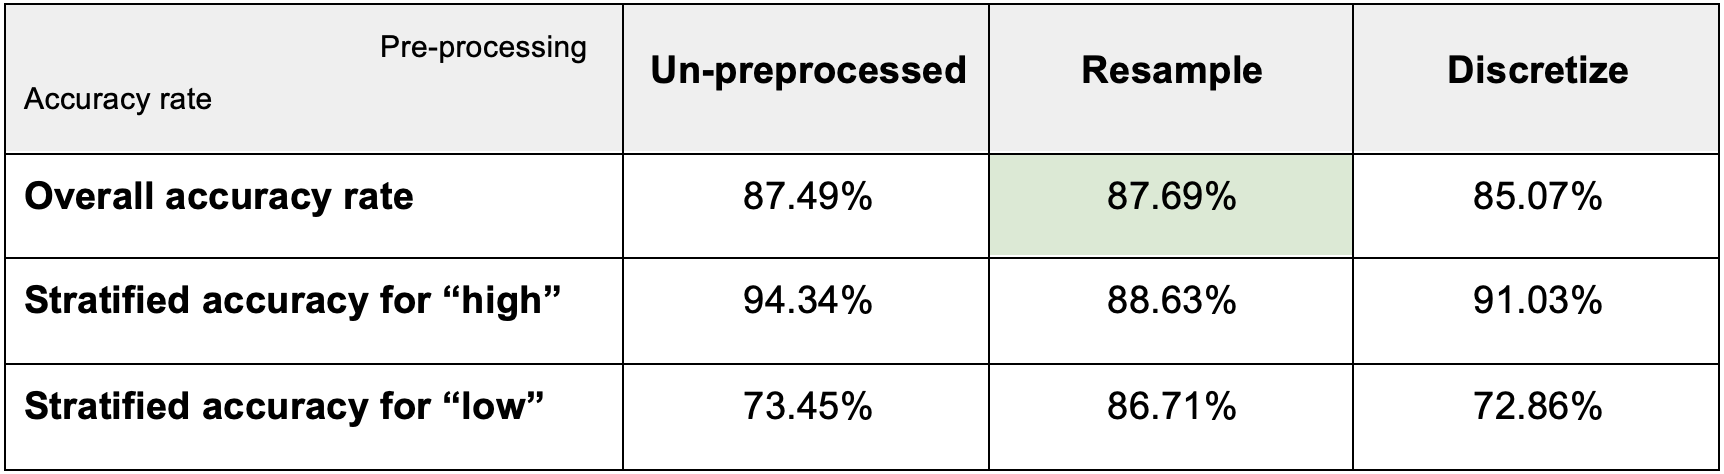 Pre-processing
Accuracy rate
Un-preprocessed
Resample
Discretize
Overall accuracy rate
87.49%
87.69%
85.07%
Stratified accuracy for “high”
94.34%
88.63%
91.03%
Stratified accuracy for “low”
73.45%
86.71%
72.86%